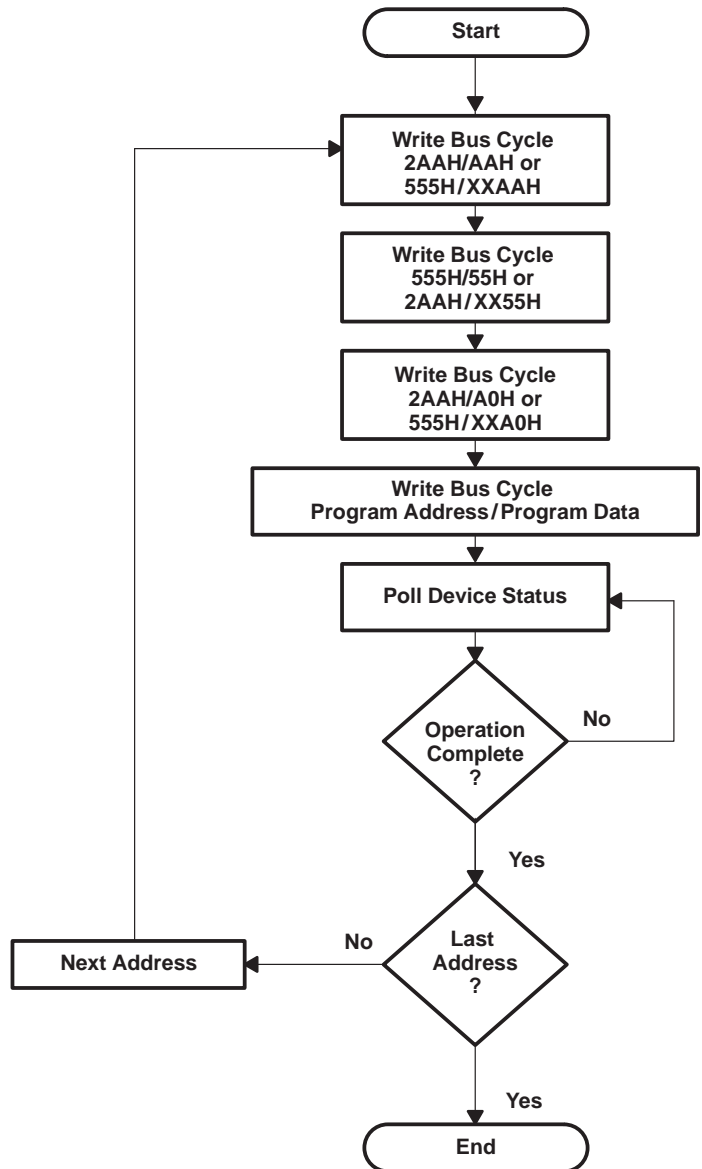 Start
Write Bus Cycle
2AAH/AAH or
555H/XXAAH
Write Bus Cycle
555H/55H or
2AAH/XX55H
Write Bus Cycle
2AAH/A0H or
555H/XXA0H
Write Bus Cycle
Program Address/Program Data
Poll Device Status
No
Operation
Complete
?
Yes
Next Address
No
Last
Address
?
Yes
End